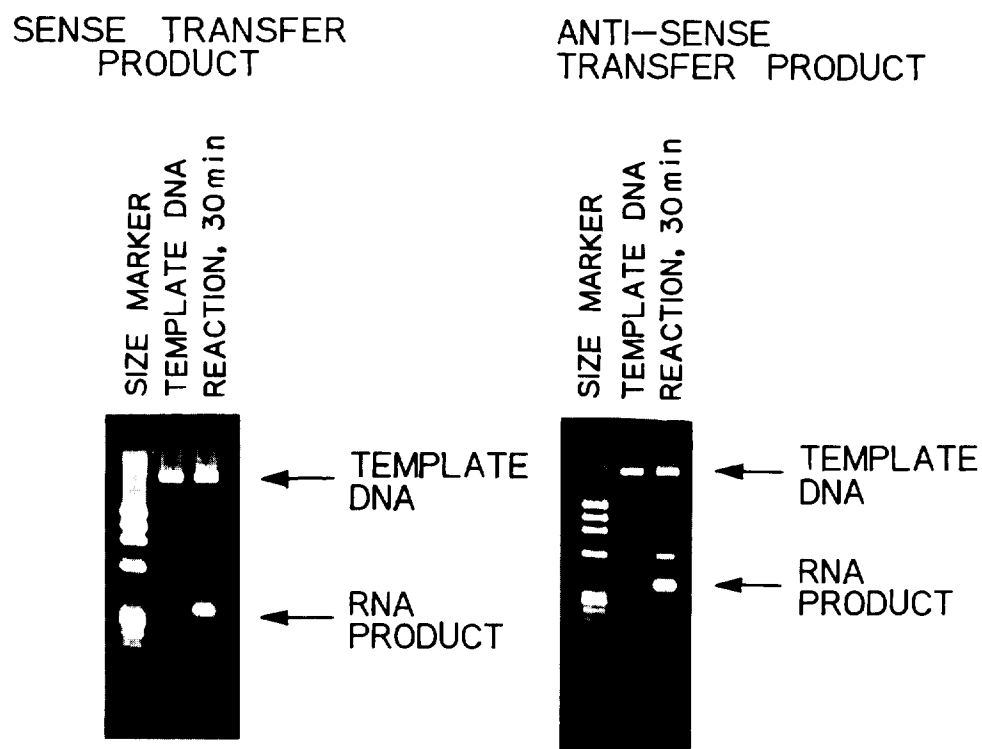 SENSE TRANSFER
PRODUCT
SIZE MARKER
TEMPLATE DNA
REACTION, 30min
TEMPLATE
DNA
RNA
PRODUCT
ANTI-SENSE
TRANSFER PRODUCT
SIZE MARKER
TEMPLATE DNA
REACTION, 30min
TEMPLATE
DNA
RNA
PRODUCT